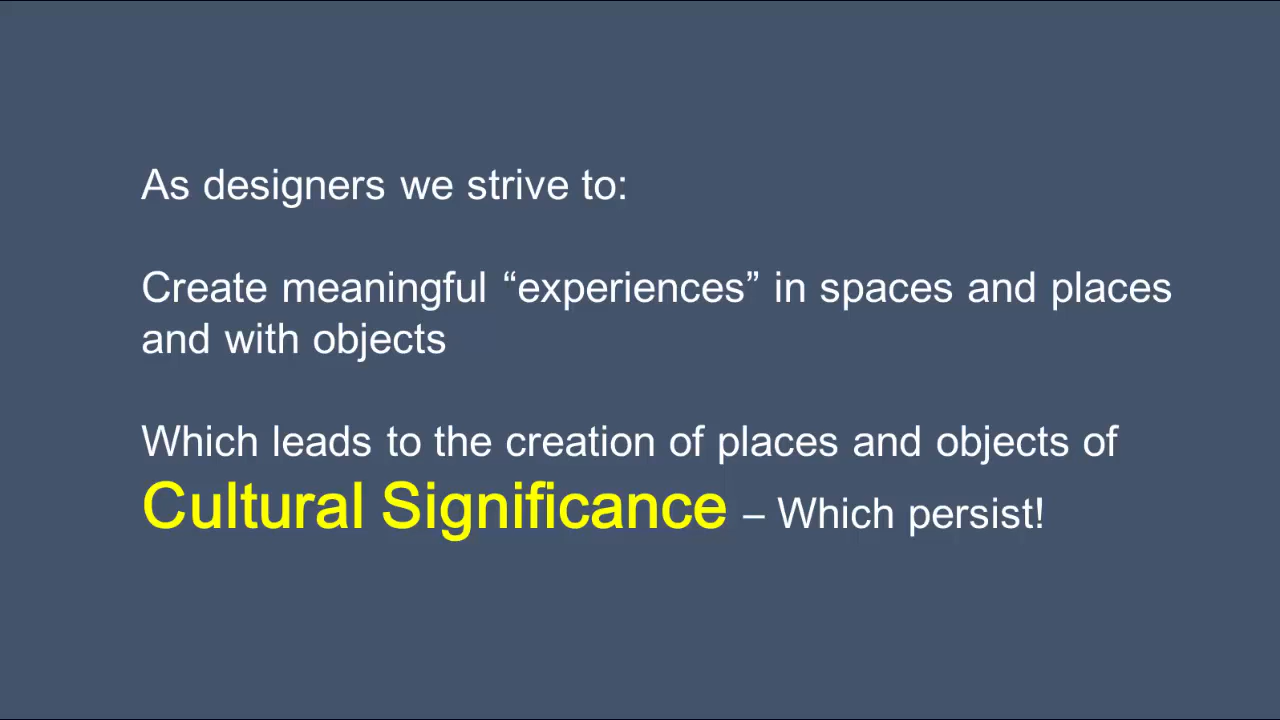 As designers we strive to:
Create meaningful “experiences” in spaces and places
and with objects
Which leads to the creation of places and objects of
Cultural Significance – Which persist!